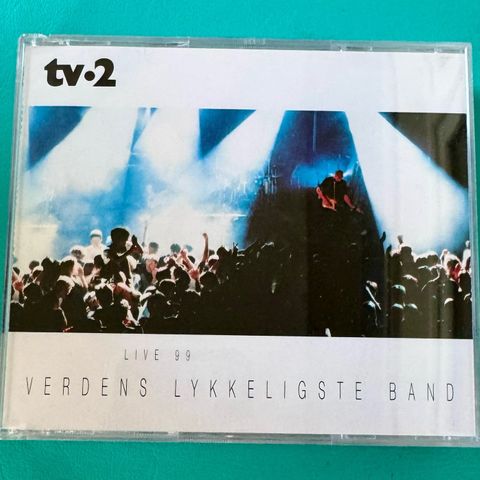 tv·2
LIVE 99
VERDENS LYKKELIGSTE BAND